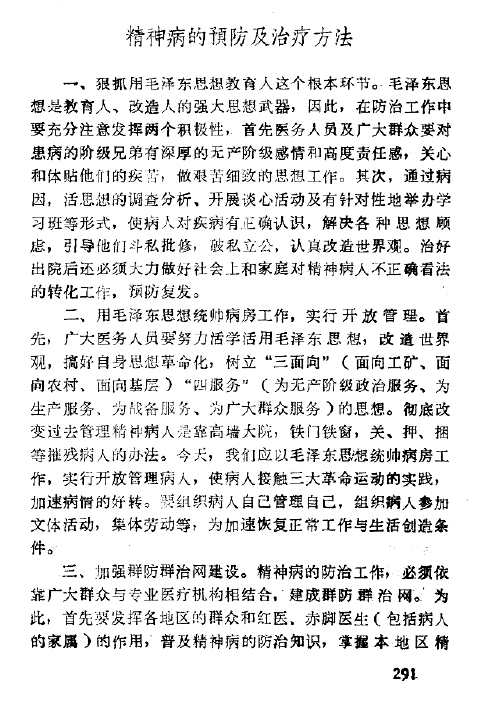 精神病的预防及治疗方法
一、狠抓用毛泽东思想教育人这个根本环节。毛泽东思
想是教育人、改造人的强大思想武器，因此，在防治工作中
要充分注意发挥两个积极性，首先医务人员及广大群众要对
患病的阶级兄弟有深厚的无产阶级感情和高度责任感，关心
和体贴他们的疾苦，做艰苦细致的思想工作。其次，通过病
因，活思想的调查分析、开展谈心活动及有针对性地举办学
习班等形式，使病人对疾病有正确认识，解决各种思想顾
虑，引导他们斗私批修，破私立公，认真改造世界观。治好
出院后还必须大力做好社会上和家庭对精神病人不正确看法
的转化工作，预防复发。
二、用毛泽东思想统帅病房工作，实行开放管理。首
先，广大医务人员要努力活学活用毛泽东思想，改造世界
观，搞好自身思想革命化，树立“三面向”（面向工矿、面
向农村、面向基层）“四服务”（为无产阶级政治服务、为
生产服务、为战备服务、为广大群众服务）的思想。彻底改
变过去管理精神病人是靠高墙大院，铁门铁窗，关、押、捆
等摧残病人的办法。今天，我们应以毛泽东思想统帅病房工
作，实行开放管理病人，使病人接触三大革命运动的实践，
加速病情的好转。要组织病人自己管理自己，组织病人参加
文体活动，集体劳动等，为加速恢复正常工作与生活创造条
件。
三、加强群防群治网建设。精神病的防治工作，必须依
靠广大群众与专业医疗机构相结合，建成群防群治网。为
此，首先要发挥各地区的群众和红医、赤脚医生（包括病人
的家属）的作用，普及精神病的防治知识，掌握本地区精
291